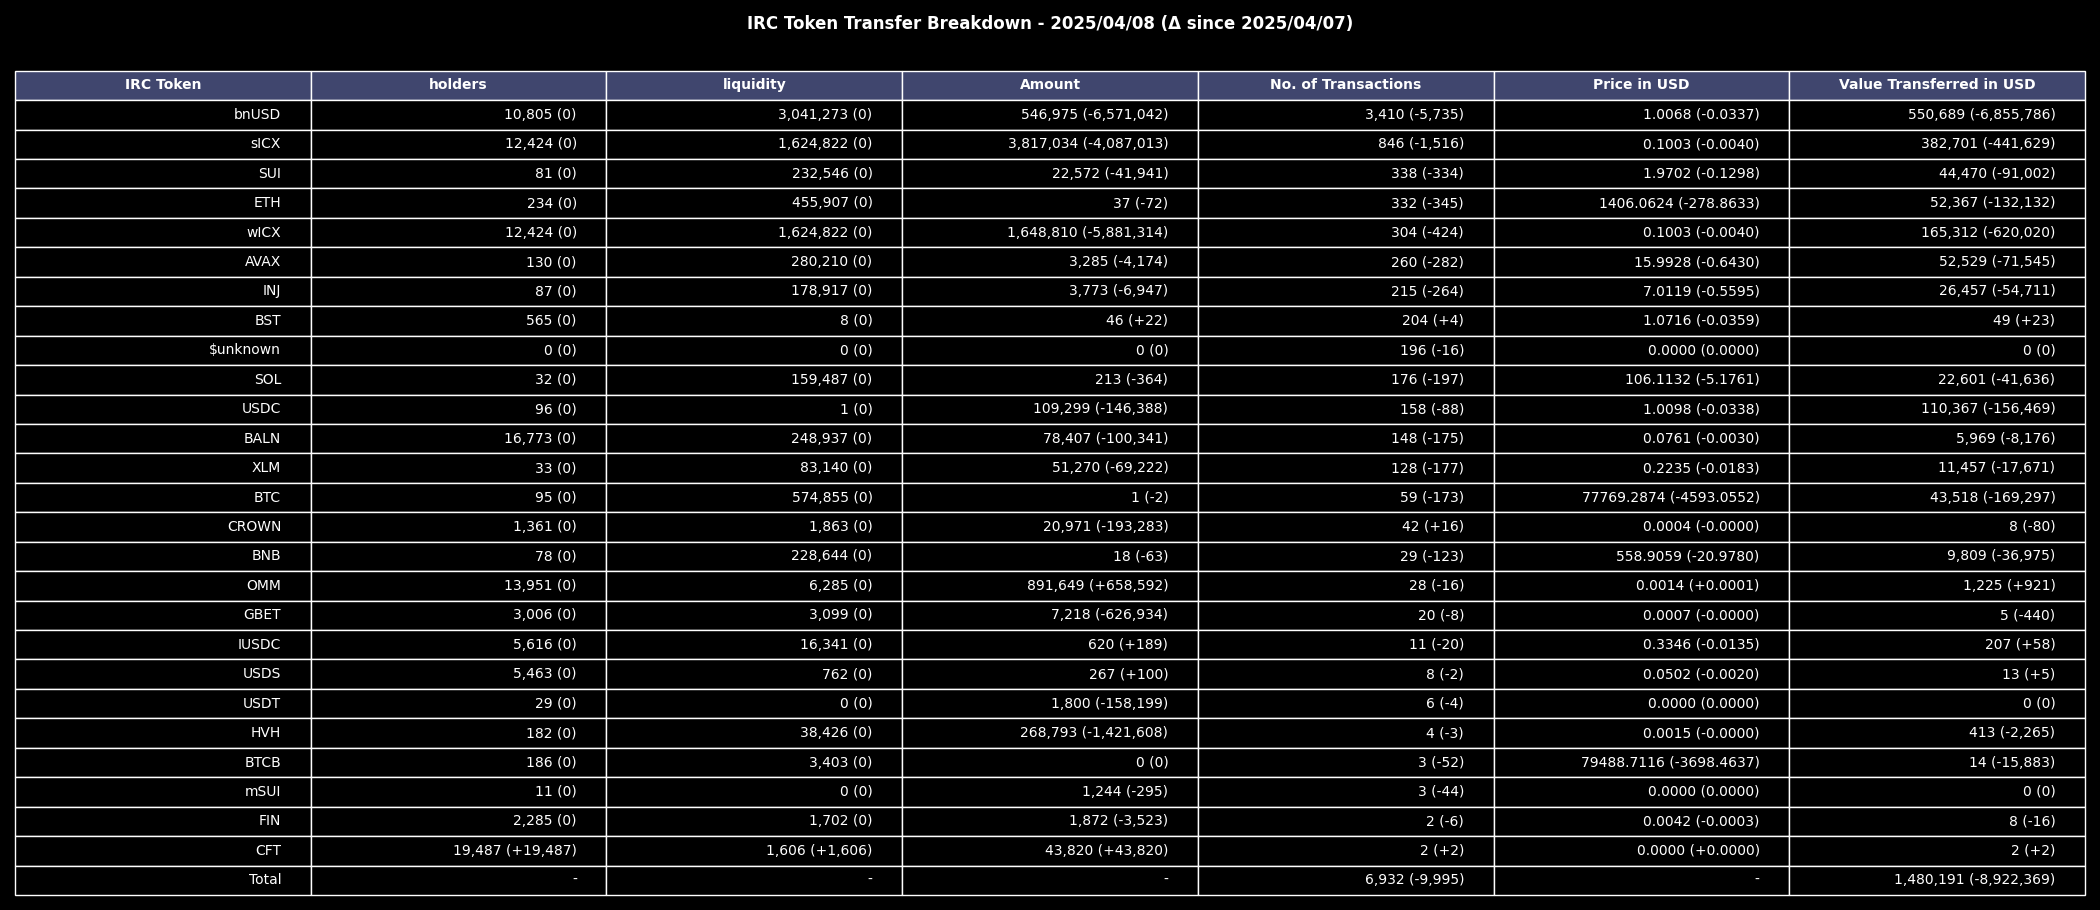 IRC Token Transfer Breakdown - 2025/04/08 (Δ since 2025/04/07)
IRC Token holders liquidity Amount No. of Transactions Price in USD Value Transferred in USD
bnUSD 10,805 (0) 3,041,273 (0) 546,975 (-6,571,042) 3,410 (-5,735) 1.0068 (-0.0337) 550,689 (-6,855,786)
sICX 12,424 (0) 1,624,822 (0) 3,817,034 (-4,087,013) 846 (-1,516) 0.1003 (-0.0040) 382,701 (-441,629)
SUI 81 (0) 232,546 (0) 22,572 (-41,941) 338 (-334) 1.9702 (-0.1298) 44,470 (-91,002)
ETH 234 (0) 455,907 (0) 37 (-72) 332 (-345) 1406.0624 (-278.8633) 52,367 (-132,132)
wICX 12,424 (0) 1,624,822 (0) 1,648,810 (-5,881,314) 304 (-424) 0.1003 (-0.0040) 165,312 (-620,020)
AVAX 130 (0) 280,210 (0) 3,285 (-4,174) 260 (-282) 15.9928 (-0.6430) 52,529 (-71,545)
INJ 87 (0) 178,917 (0) 3,773 (-6,947) 215 (-264) 7.0119 (-0.5595) 26,457 (-54,711)
BST 565 (0) 8 (0) 46 (+22) 204 (+4) 1.0716 (-0.0359) 49 (+23)
$unknown 0 (0) 0 (0) 0 (0) 196 (-16) 0.0000 (0.0000) 0 (0)
SOL 32 (0) 159,487 (0) 213 (-364) 176 (-197) 106.1132 (-5.1761) 22,601 (-41,636)
USDC 96 (0) 1 (0) 109,299 (-146,388) 158 (-88) 1.0098 (-0.0338) 110,367 (-156,469)
BALN 16,773 (0) 248,937 (0) 78,407 (-100,341) 148 (-175) 0.0761 (-0.0030) 5,969 (-8,176)
XLM 33 (0) 83,140 (0) 51,270 (-69,222) 128 (-177) 0.2235 (-0.0183) 11,457 (-17,671)
BTC 95 (0) 574,855 (0) 1 (-2) 59 (-173) 77769.2874 (-4593.0552) 43,518 (-169,297)
CROWN 1,361 (0) 1,863 (0) 20,971 (-193,283) 42 (+16) 0.0004 (-0.0000) 8 (-80)
BNB 78 (0) 228,644 (0) 18 (-63) 29 (-123) 558.9059 (-20.9780) 9,809 (-36,975)
OMM 13,951 (0) 6,285 (0) 891,649 (+658,592) 28 (-16) 0.0014 (+0.0001) 1,225 (+921)
GBET 3,006 (0) 3,099 (0) 7,218 (-626,934) 20 (-8) 0.0007 (-0.0000) 5 (-440)
IUSDC 5,616 (0) 16,341 (0) 620 (+189) 11 (-20) 0.3346 (-0.0135) 207 (+58)
USDS 5,463 (0) 762 (0) 267 (+100) 8 (-2) 0.0502 (-0.0020) 13 (+5)
USDT 29 (0) 0 (0) 1,800 (-158,199) 6 (-4) 0.0000 (0.0000) 0 (0)
HVH 182 (0) 38,426 (0) 268,793 (-1,421,608) 4 (-3) 0.0015 (-0.0000) 413 (-2,265)
BTCB 186 (0) 3,403 (0) 0 (0) 3 (-52) 79488.7116 (-3698.4637) 14 (-15,883)
mSUI 11 (0) 0 (0) 1,244 (-295) 3 (-44) 0.0000 (0.0000) 0 (0)
FIN 2,285 (0) 1,702 (0) 1,872 (-3,523) 2 (-6) 0.0042 (-0.0003) 8 (-16)
CFT 19,487 (+19,487) 1,606 (+1,606) 43,820 (+43,820) 2 (+2) 0.0000 (+0.0000) 2 (+2)
Total - - - 6,932 (-9,995) - 1,480,191 (-8,922,369)